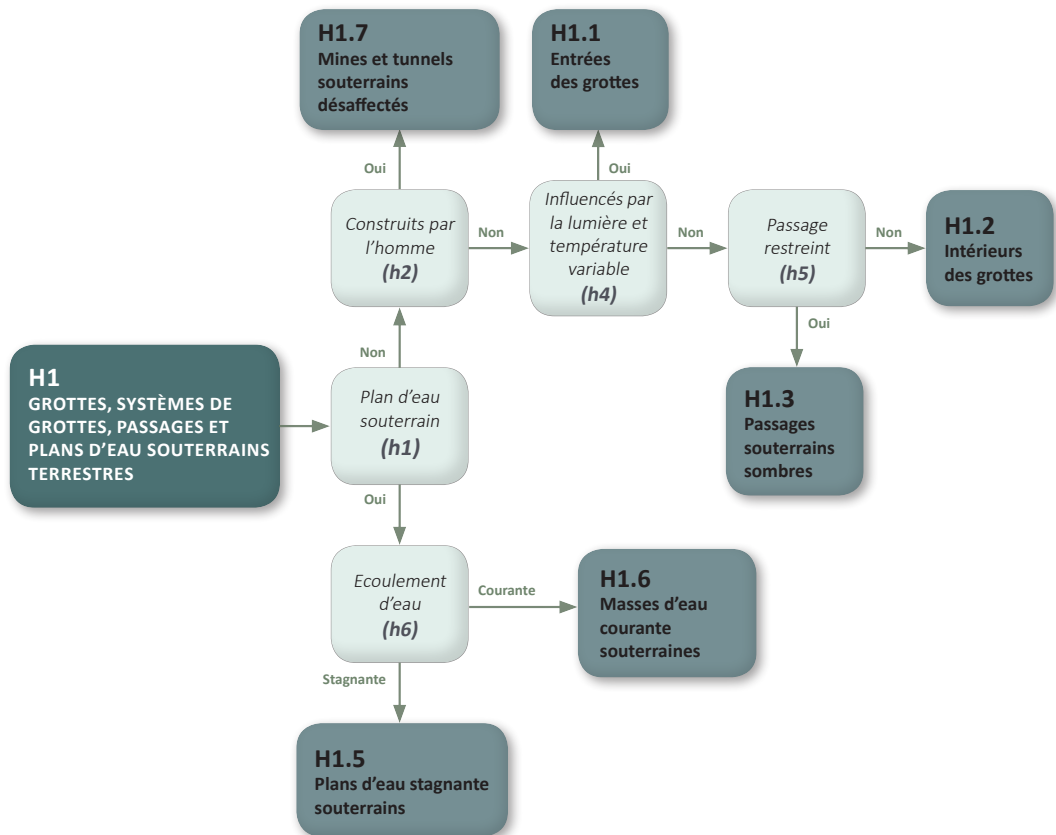 H1.7
Mines et tunnels
souterrains
désaffectés
H1.1
Entrées
des grottes
Oui
Oui
Construits par
l'homme
(h2)
Non
Influencés par
la lumière et
température
variable
(h4)
Non
Passage
restreint
(h5)
Non
H1.2
Intérieurs
des grottes
Non
Oui
H1
GROTTES, SYSTÈMES DE
GROTTES, PASSAGES ET
PLANS D'EAU SOUTERRAINS
TERRESTRES
Plan d'eau
souterrain
(h1)
H1.3
Passages
souterrains
sombres
Oui
Ecoulement
d'eau
(h6)
Courante
H1.6
Masses d'eau
courante
souterraines
Stagnante
H1.5
Plans d'eau stagnante
souterrains